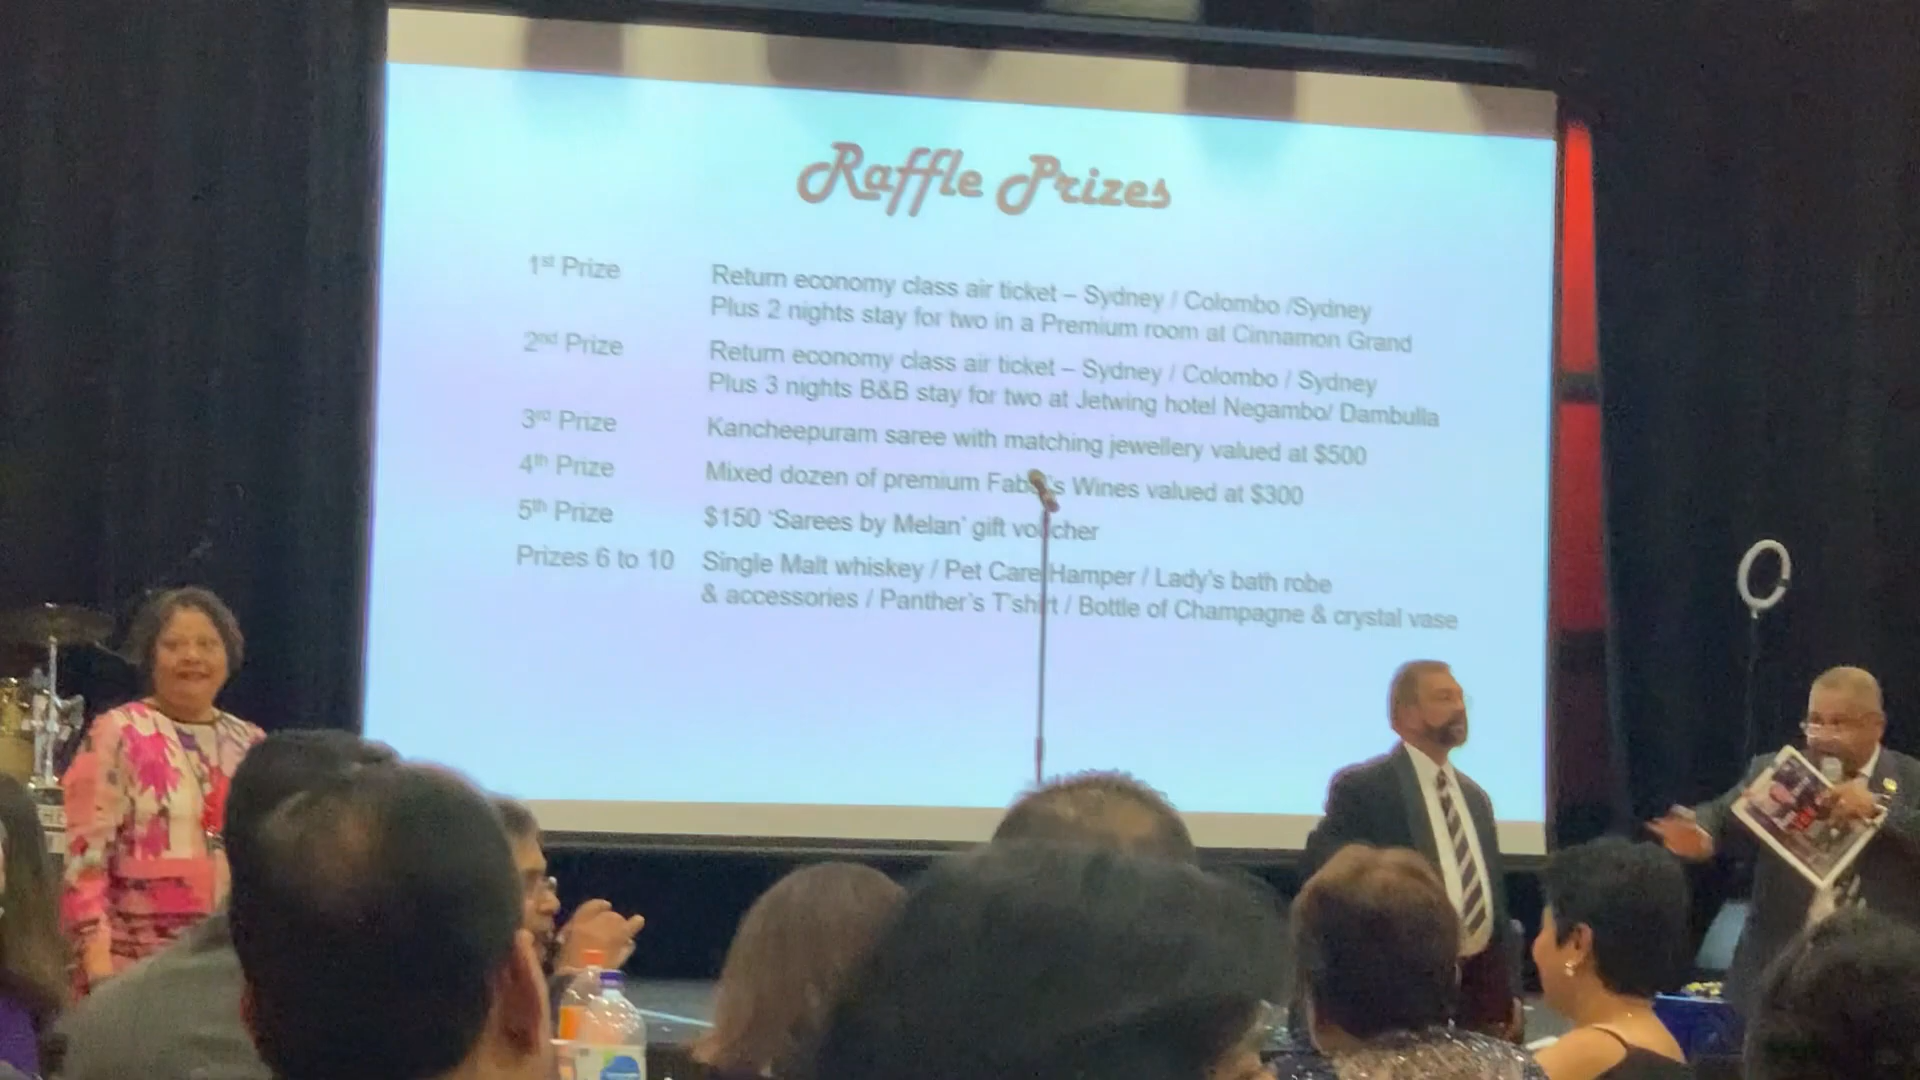 Raffle Prizes
1st Prize Return economy class air ticket – Sydney / Colombo /Sydney
Plus 2 nights stay for two in a Premium room at Cinnamon Grand
2nd Prize Return economy class air ticket – Sydney / Colombo / Sydney
Plus 3 nights B&B stay for two at Jetwing hotel Negambo/ Dambulla
3rd Prize Kancheepuram saree with matching jewellery valued at $500
4th Prize Mixed dozen of premium Wines valued at $300
5th Prize $150 ‘Sarees by Melan’ gift voucher
Prizes 6 to 10 Single Malt whiskey / Pet Care Hamper / Lady's bath robe
& accessories / Panther's T'shirt / Bottle of Champagne & crystal vase